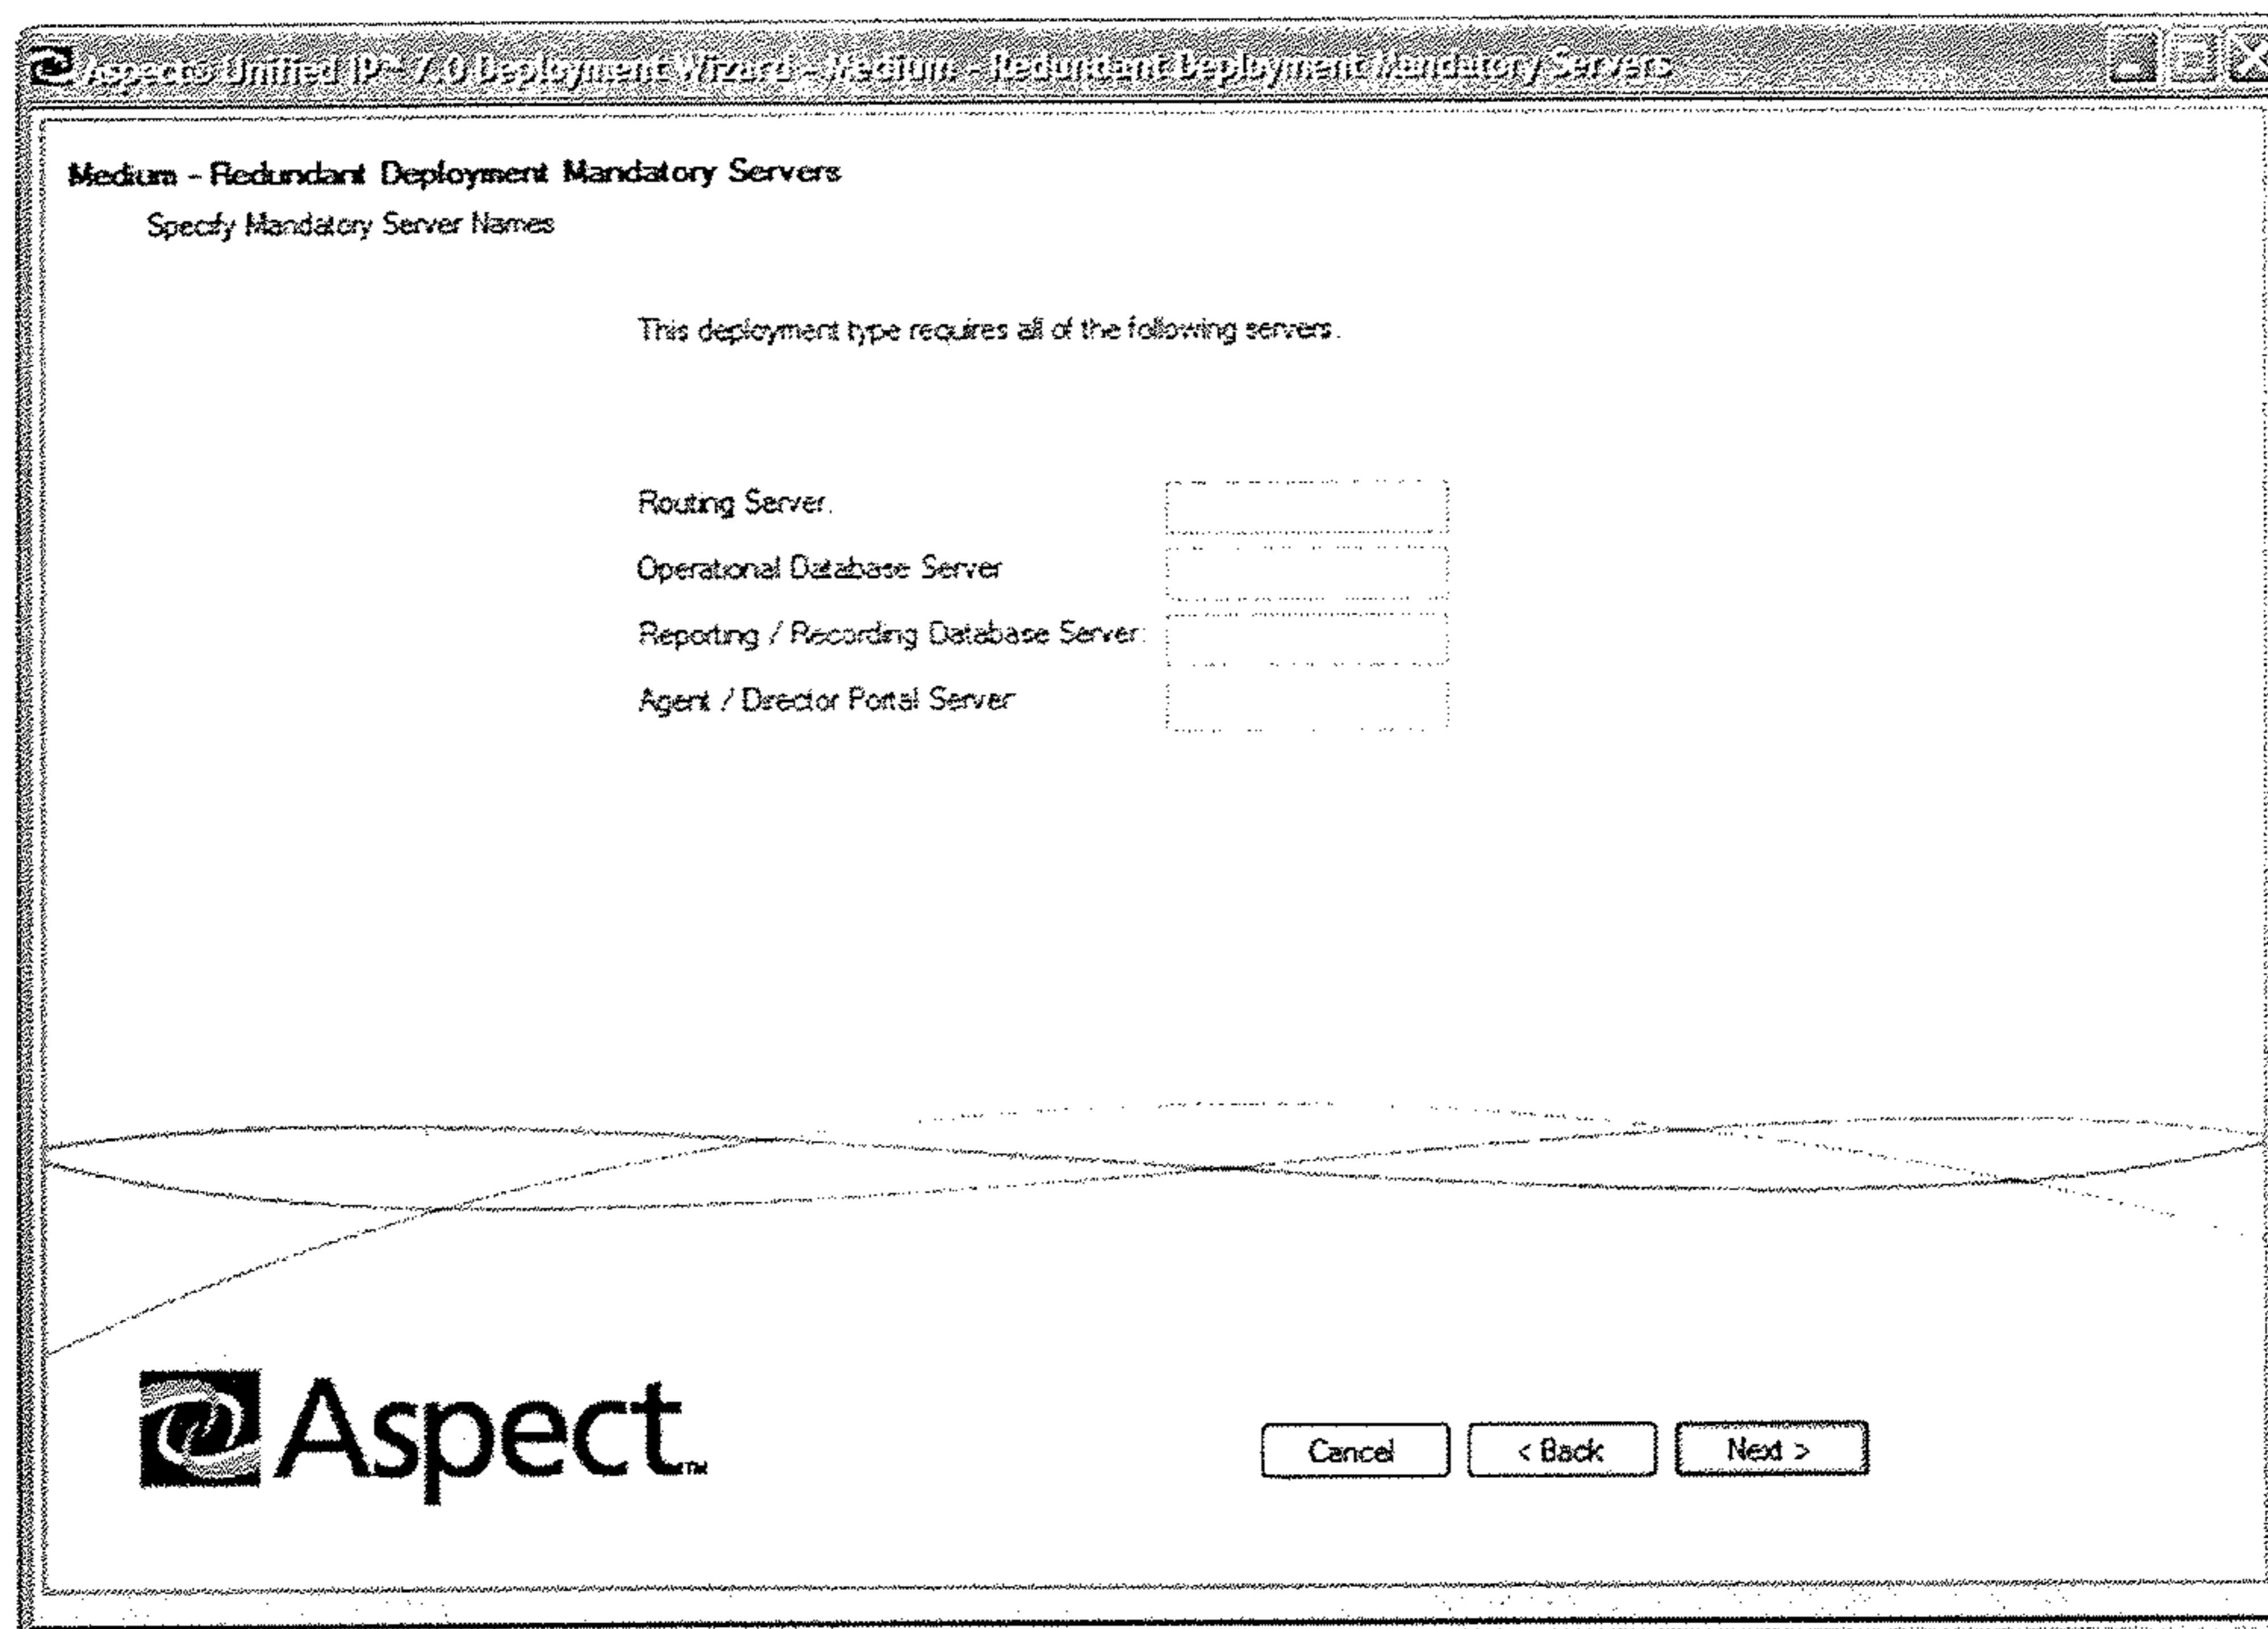 Aspect® Unified IP™ 7.0 Deployment Wizard - Medium - Redundant Deployment Mandatory Servers
Medium - Redundant Deployment Mandatory Servers
Specify Mandatory Server Names
This deployment type requires all of the following servers.
Routing Server:
Operational Database Server
Reporting / Recording Database Server:
Agent / Director Portal Server
Aspect™
Cancel
< Back
Next >